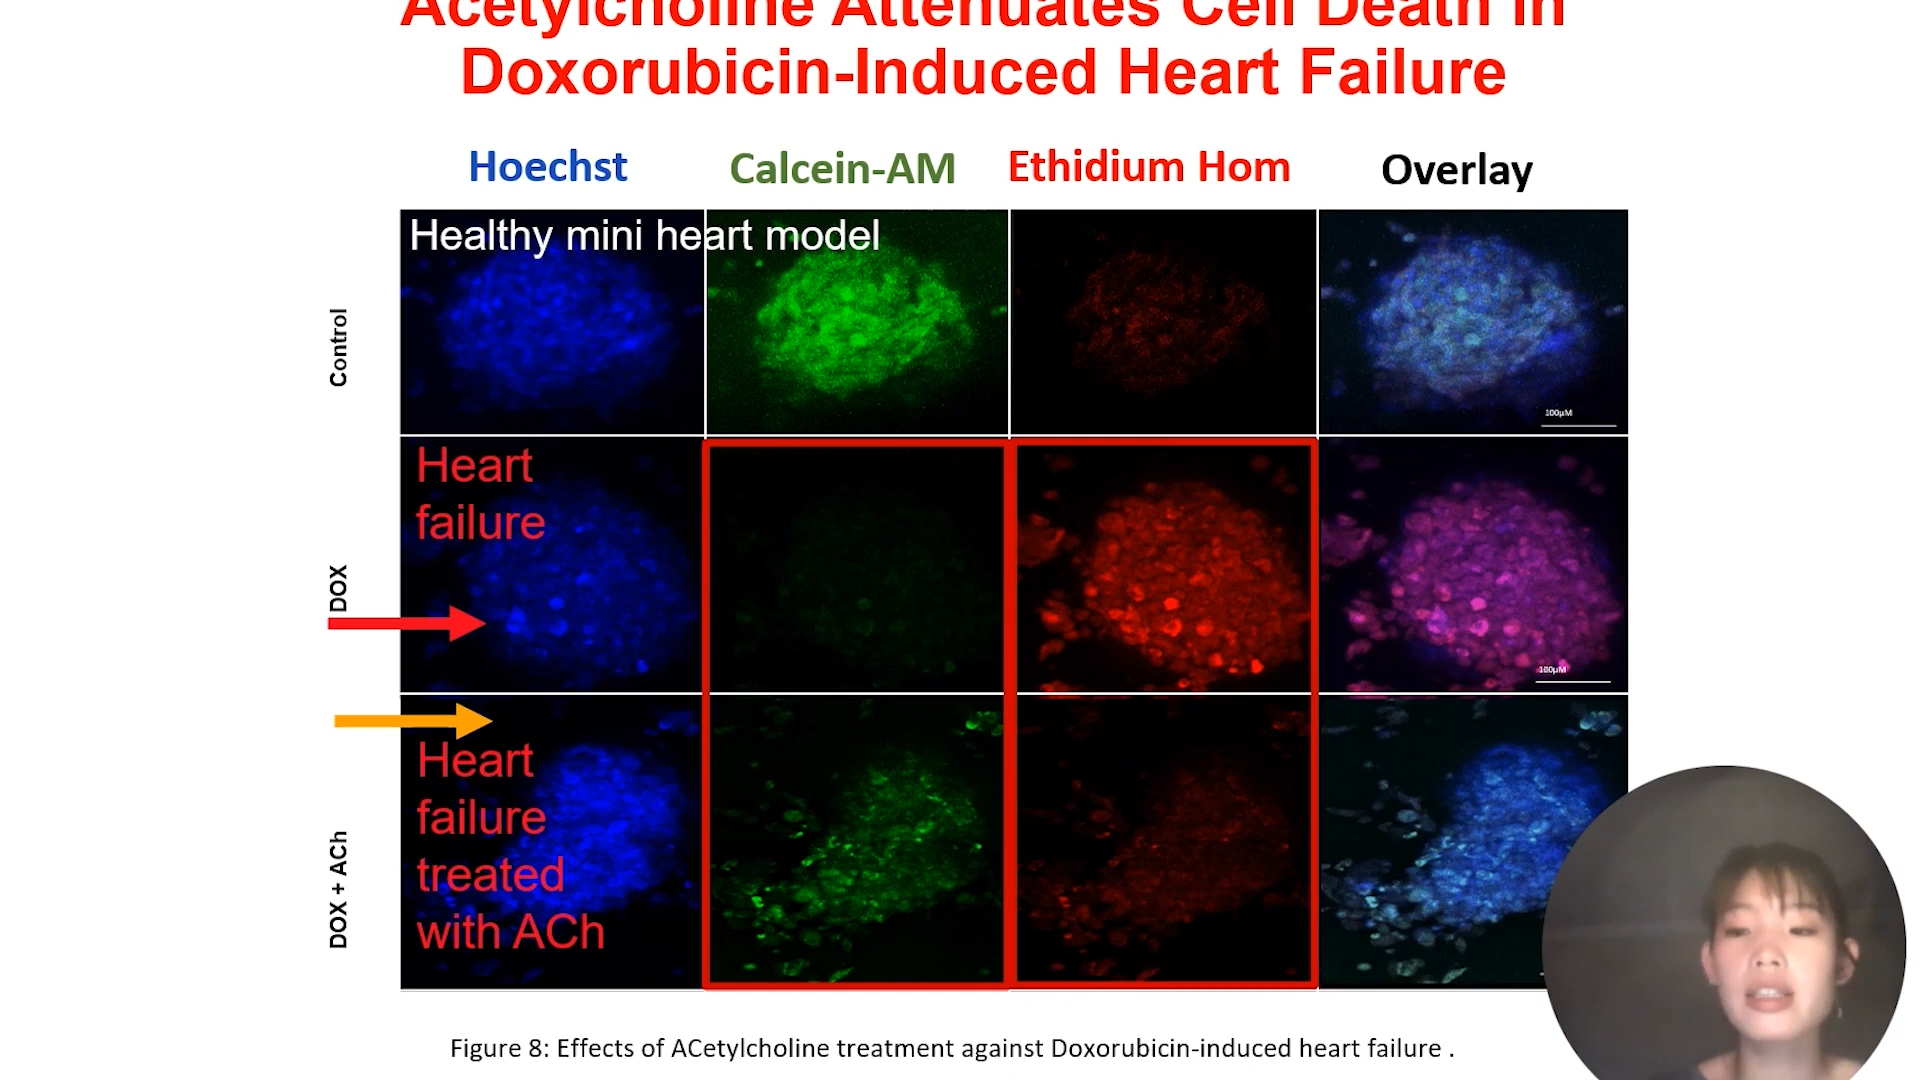 Acetylcholine Attenuates Cell Death in
Doxorubicin-Induced Heart Failure
Hoechst
Calcein-AM
Ethidium Hom
Overlay
Control
Healthy mini heart model
100µM
DOX
Heart
failure
100µM
DOX + ACh
Heart
failure
treated
with ACh
Figure 8: Effects of ACetylcholine treatment against Doxorubicin-induced heart failure .